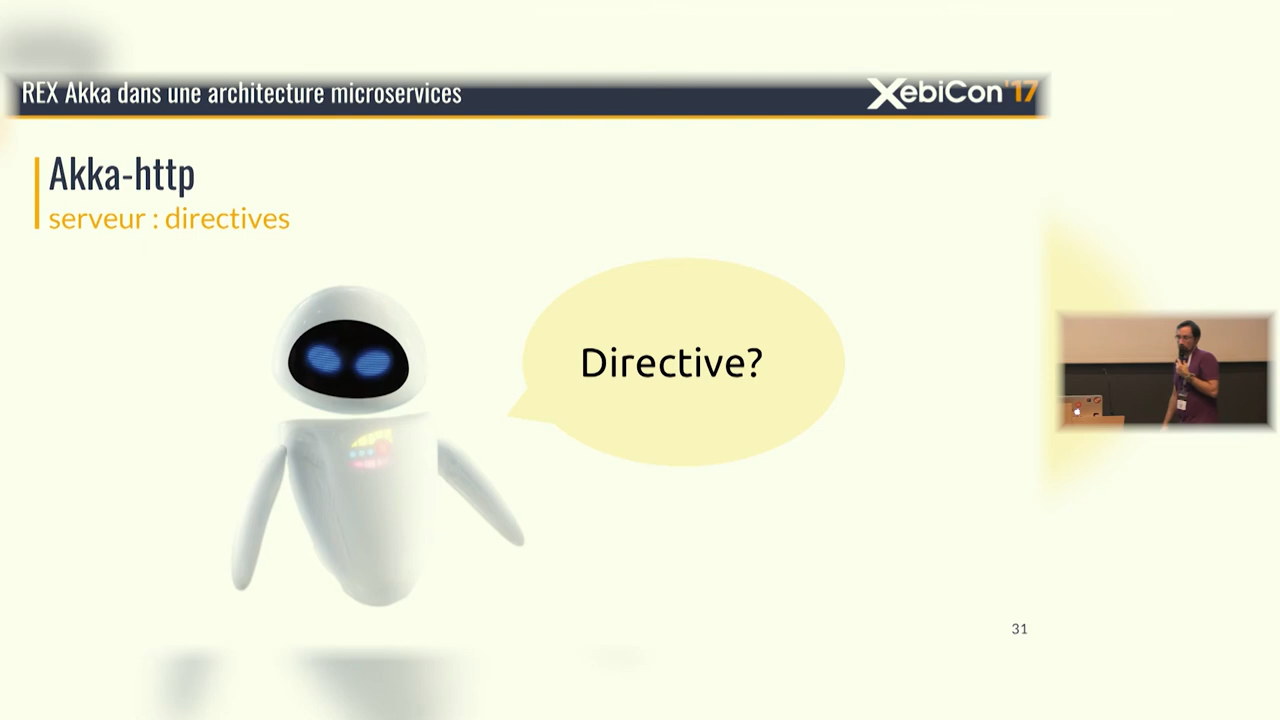 REX Akka dans une architecture microservices
XebiCon'17
Akka-http
serveur : directives
Directive?
31